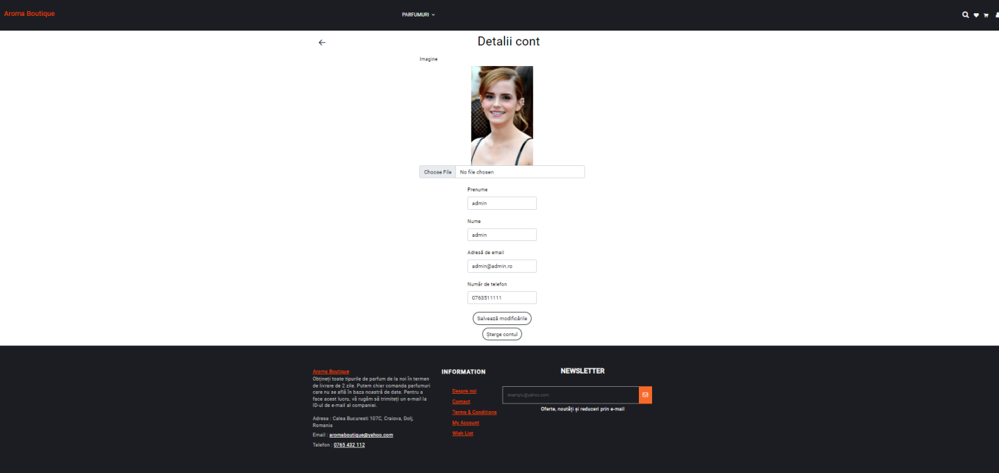 Aroma Boutique
PARFUMURI
Detalii cont
Imagine
Choose File No file chosen
Prenume
admin
Nume
admin
Adresă de email
admin@admin.ro
Număr de telefon
0763511111
Salvează modificările
Șterge contul
Aroma Boutique
Obțineți toate tipurile de parfum de la noi în termen
de livrare de 2 zile. Putem chiar comanda parfumuri
care nu se află în baza noastră de date. Pentru a
face acest lucru, vă rugăm să trimiteți un e-mail la
ID-ul de e-mail al companiei.
Adresa : Calea Bucuresti 107C, Craiova, Dolj,
Romania
Email : aromaboutique@yahoo.com
Telefon : 0765 432 112
INFORMATION
Despre noi
Contact
Terms & Conditions
My Account
Wish List
NEWSLETTER
exemplu@yahoo.com
Oferte, noutăți și reduceri prin e-mail